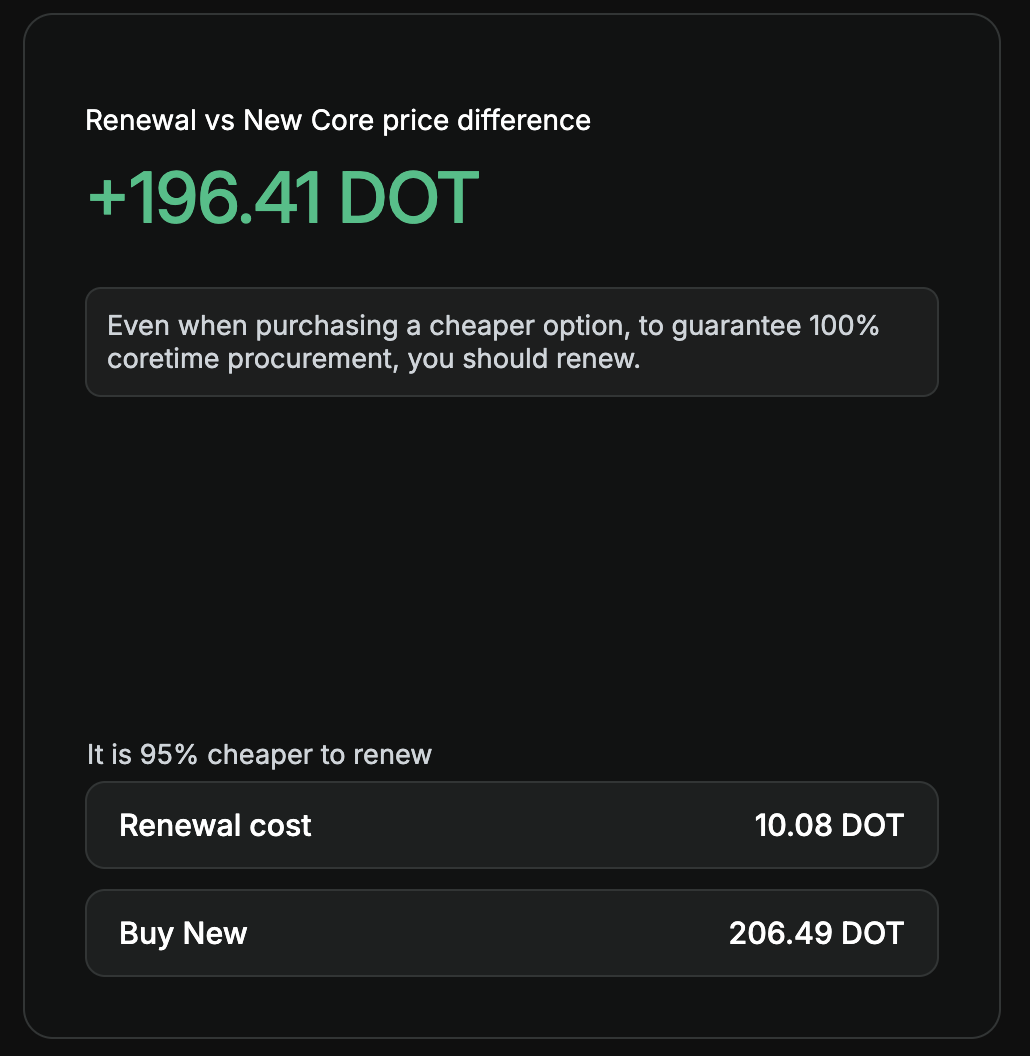 Renewal vs New Core price difference
+196.41 DOT
Even when purchasing a cheaper option, to guarantee 100%
coretime procurement, you should renew.
It is 95% cheaper to renew
Renewal cost 10.08 DOT
Buy New 206.49 DOT